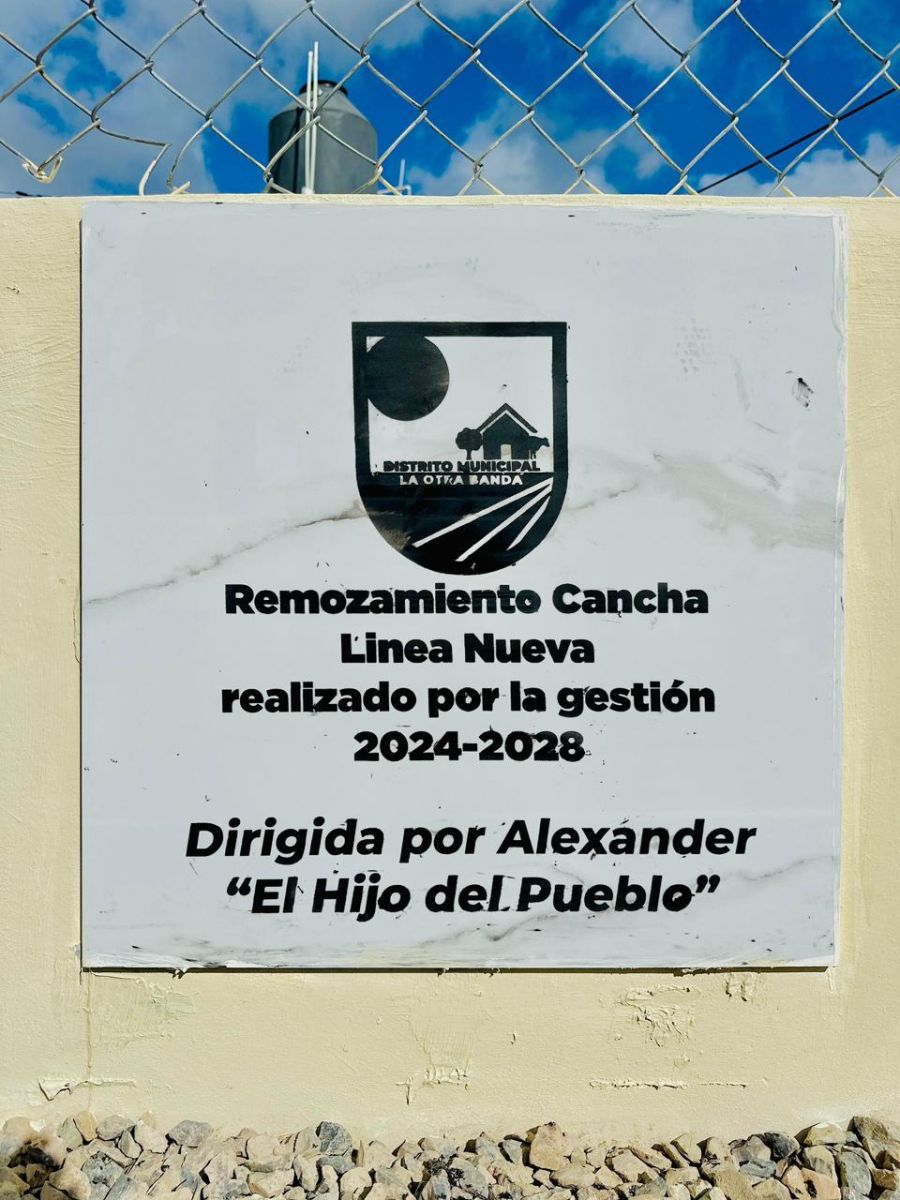 DISTRITO MUNICIPAL
LA OTRA BANDA
Remozamiento Cancha
Linea Nueva
realizado por la gestión
2024-2028
Dirigida por Alexander
“El Hijo del Pueblo”